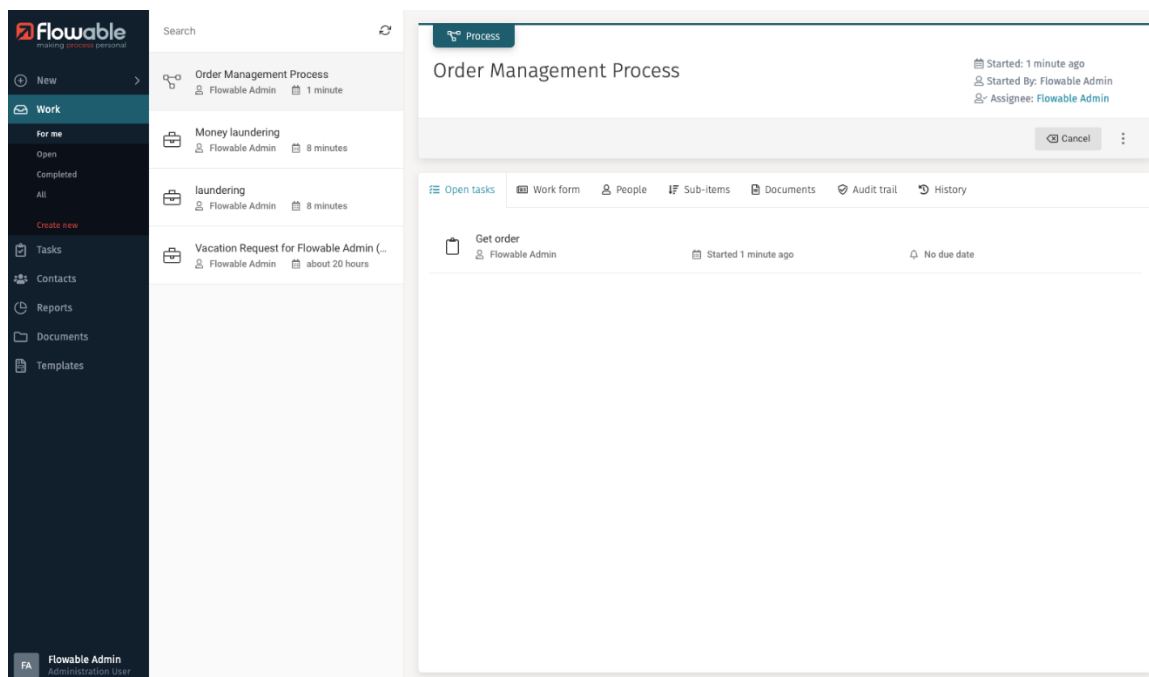 Flowable
making process personal
New
Work
For me
Open
Completed
All
Create new
Tasks
Contacts
Reports
Documents
Templates
FA
Flowable Admin
Administration User
Search
Order Management Process
Flowable Admin 1 minute
Money laundering
Flowable Admin 8 minutes
laundering
Flowable Admin 8 minutes
Vacation Request for Flowable Admin (...
Flowable Admin about 20 hours
Process
Order Management Process
Started: 1 minute ago
Started By: Flowable Admin
Assignee: Flowable Admin
Cancel
Open tasks Work form People Sub-items Documents Audit trail History
Get order
Flowable Admin Started 1 minute ago No due date